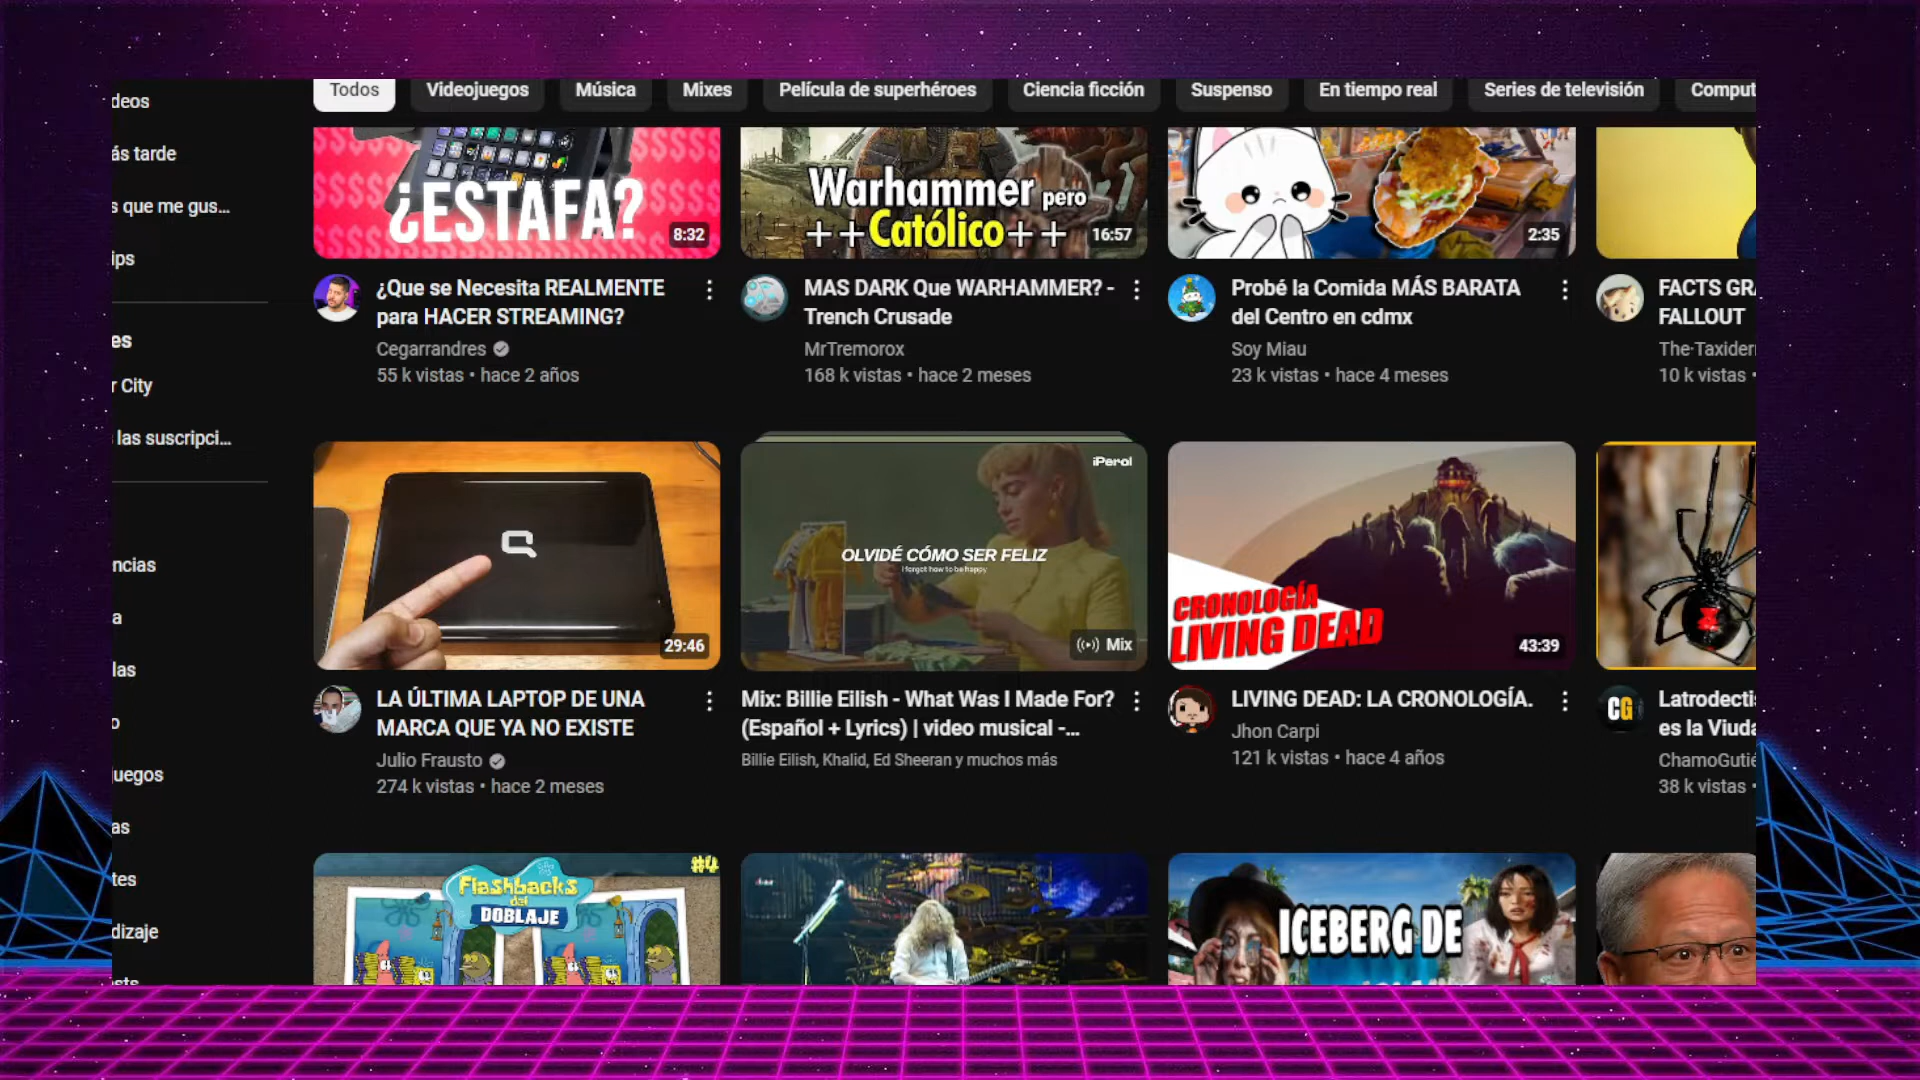 Todos
Videojuegos
Música
Mixes
Película de superhéroes
Ciencia ficción
Suspenso
En tiempo real
Series de televisión
Comput
deos
ás tarde
s que me gus...
ips
es
r City
las suscripci...
ncias
a
las
o
juegos
as
tes
dizaje
$$$$
¿ESTAFA?
8:32
¿Que se Necesita REALMENTE
para HACER STREAMING?
Cegarrandres
55 k vistas • hace 2 años
Warhammer pero
++Católico++
16:57
MAS DARK Que WARHAMMER? -
Trench Crusade
MrTremorox
168 k vistas • hace 2 meses
2:35
Probé la Comida MÁS BARATA
del Centro en cdmx
Soy Miau
23 k vistas • hace 4 meses
FACTS GR
FALLOUT
The·Taxider
10 k vistas •
29:46
LA ÚLTIMA LAPTOP DE UNA
MARCA QUE YA NO EXISTE
Julio Frausto
274 k vistas • hace 2 meses
iPerol
OLVIDÉ CÓMO SER FELIZ
I forgot how to be happy
Mix
Mix: Billie Eilish - What Was I Made For?
(Español + Lyrics) | video musical -...
Billie Eilish, Khalid, Ed Sheeran y muchos más
CRONOLOGÍA
LIVING DEAD
43:39
LIVING DEAD: LA CRONOLOGÍA.
Jhon Carpi
121 k vistas • hace 4 años
CG
Latrodecti
es la Viuda
ChamoGutié
38 k vistas •
#4
Flashbacks
del
DOBLAJE
ICEBERG DE